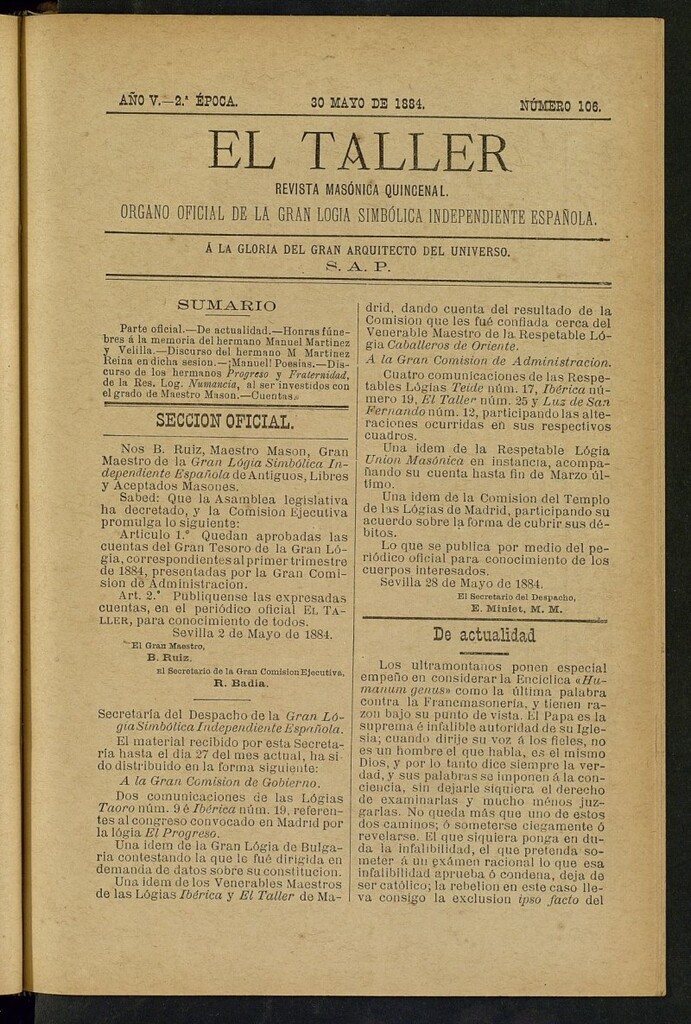 AÑO V.—2.ª ÉPOCA.
30 MAYO DE 1884.
NÚMERO 106.
EL TALLER
REVISTA MASÓNICA QUINCENAL.
ORGANO OFICIAL DE LA GRAN LOGIA SIMBÓLICA INDEPENDIENTE ESPAÑOLA.
Á LA GLORIA DEL GRAN ARQUITECTO DEL UNIVERSO.
S. A. P.
SUMARIO
Parte oficial.—De actualidad.—Honras fúne-
bres á la memoria del hermano Manuel Martinez
y Velilla.—Discurso del hermano M Martinez
Reina en dicha sesion.—¡Manuel! Poesias.—Dis-
curso de los hermanos Progreso y Fraternidad,
de la Res. Log. Numancia, al ser investidos con
el grado de Maestro Mason.—Cuentas.
SECCION OFICIAL.
Nos B. Ruiz, Maestro Mason, Gran
Maestro de la Gran Lógia Simbólica In-
dependiente Española de Antiguos, Libres
y Aceptados Masones.
Sabed: Que la Asamblea legislativa
ha decretado, y la Comision Ejecutiva
promulga lo siguiente:
Artículo 1.º Quedan aprobadas las
cuentas del Gran Tesoro de la Gran Ló-
gia, correspondientes al primer trimestre
de 1884, presentadas por la Gran Comi-
sion de Administracion.
Art. 2.º Publiquense las expresadas
cuentas, en el periódico oficial EL TA-
LLER, para conocimiento de todos.
Sevilla 2 de Mayo de 1884.
El Gran Maestro,
B. Ruiz.
El Secretario de la Gran Comision Ejecutiva,
R. Badia.
Secretaría del Despacho de la Gran Ló-
gia Simbótica Independiente Española.
El material recibido por esta Secreta-
ría hasta el dia 27 del mes actual, ha si-
do distribuido en la forma siguiente:
A la Gran Comision de Gobierno.
Dos comunicaciones de las Lógias
Taoro núm. 9 é Ibérica núm. 19, referen-
tes al congreso convocado en Madrid por
la lógia El Progreso.
Una idem de la Gran Lógia de Bulga-
ria contestando la que le fué dirigida en
demanda de datos sobre su constitucion.
Una idem de los Venerables Maestros
de las Lógias Ibérica y El Taller de Ma-
drid, dando cuenta del resultado de la
Comision que les fué confiada cerca del
Venerable Maestro de la Respetable Ló-
gia Caballeros de Oriente.
A la Gran Comision de Administracion.
Cuatro comunicaciones de las Respe-
tables Lógias Teide núm. 17, Ibérica nú-
mero 19, El Taller núm. 25 y Luz de San
Fernando núm. 12, participando las alte-
raciones ocurridas en sus respectivos
cuadros.
Una idem de la Respetable Lógia
Union Masónica en instancia, acompa-
ñando su cuenta hasta fin de Marzo úl-
timo.
Una idem de la Comision del Templo
de las Lógias de Madrid, participando su
acuerdo sobre la forma de cubrir sus dé-
bitos.
Lo que se publica por medio del pe-
riódico oficial para conocimiento de los
cuerpos interesados.
Sevilla 28 de Mayo de 1884.
El Secretario del Despacho,
E. Miniet, M. M.
De actualidad
Los ultramontanos ponen especial
empeño en considerar la Encíclica «Hu-
manum genus» como la última palabra
contra la Francmasonería, y tienen ra-
zon bajo su punto de vista. El Papa es la
suprema é infalible autoridad de su Igle-
sia; cuando dirije su voz á los fieles, no
es un hombre el que habla, es el mismo
Dios, y por lo tanto dice siempre la ver-
dad, y sus palabras se imponen á la con-
ciencia, sin dejarle siquiera el derecho
de examinarlas y mucho ménos juz-
garlas. No queda más que uno de estos
dos caminos; ó someterse ciegamente ó
revelarse. El que siquiera ponga en du-
da la infalibilidad, el que pretenda so-
meter á un exámen racional lo que esa
infalibilidad aprueba ó condena, deja de
ser católico; la rebelion en este caso lle-
va consigo la exclusion ipso facto del